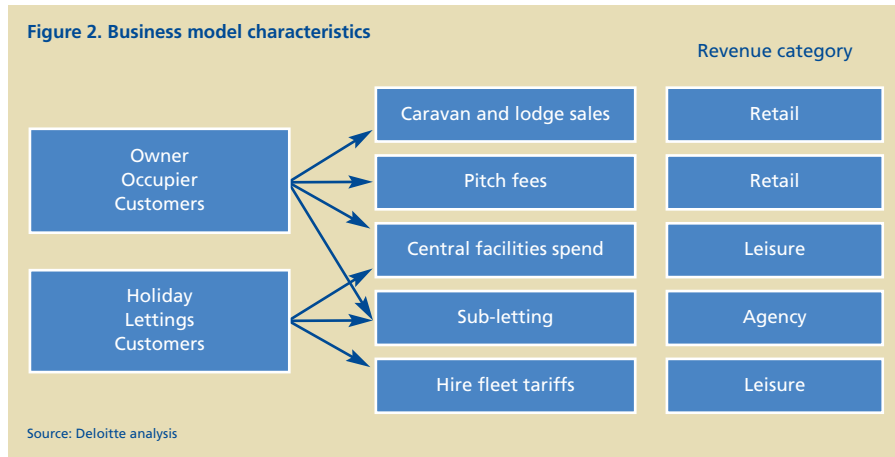 Figure 2. Business model characteristics
Revenue category
Owner
Occupier
Customers
Holiday
Lettings
Customers
Caravan and lodge sales
Retail
Pitch fees
Retail
Central facilities spend
Leisure
Sub-letting
Agency
Hire fleet tariffs
Leisure
Source: Deloitte analysis